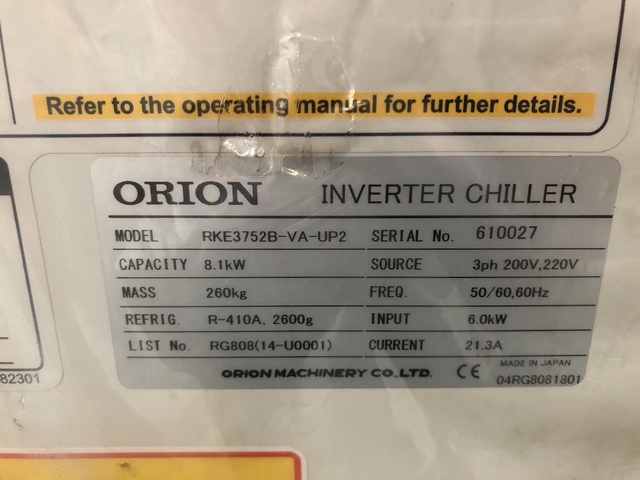 Refer to the operating manual for further details.
ORION INVERTER CHILLER
MODEL RKE3752B-VA-UP2 SERIAL No. 610027
CAPACITY 8.1kW SOURCE 3ph 200V,220V
MASS 260kg FREQ. 50/60,60Hz
REFRIG. R-410A, 2600g INPUT 6.0kW
LIST No. RG808(14-U0001) CURRENT 21.3A
ORION MACHINERY CO.,LTD. CE MADE IN JAPAN
04RG8081801
82301